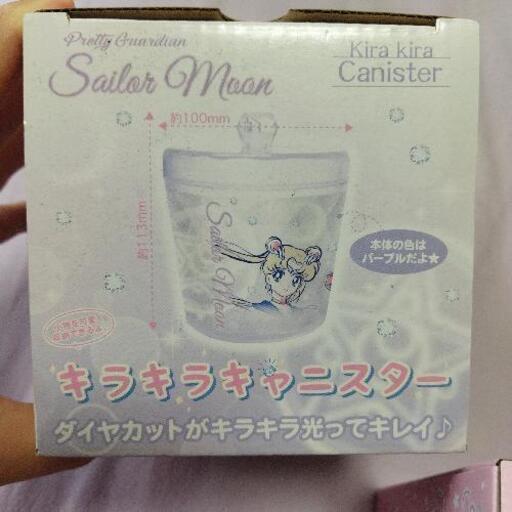 Pretty Guardian
Sailor Moon
Kira kira
Canister
約100mm
約113mm
Sailor Moon
本体の色は
パープルだよ★
キラキラキャニスター
ダイヤカットがキラキラ光ってキレイ♪